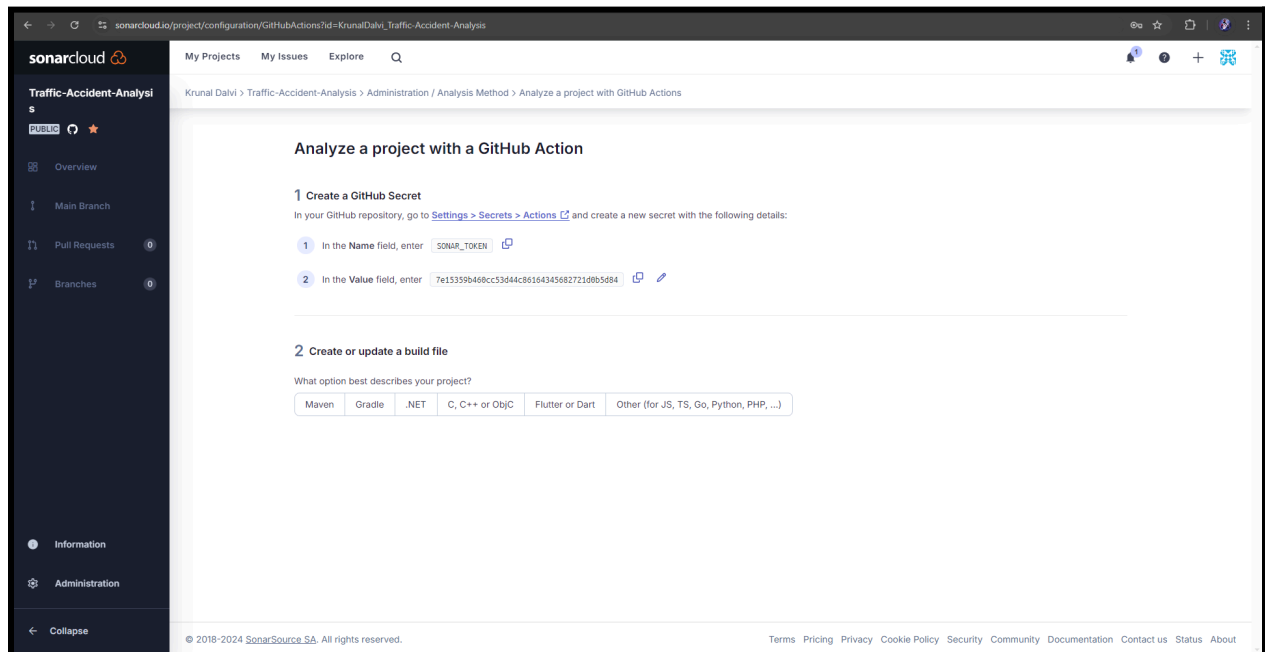 sonarcloud.io/project/configuration/GitHubActions?id=KrunalDalvi_Traffic-Accident-Analysis
sonarcloud
My Projects My Issues Explore
1
Traffic-Accident-Analysi
s
Krunal Dalvi > Traffic-Accident-Analysis > Administration / Analysis Method > Analyze a project with GitHub Actions
PUBLIC
Overview
Main Branch
Pull Requests 0
Branches 0
Analyze a project with a GitHub Action
1 Create a GitHub Secret
In your GitHub repository, go to Settings > Secrets > Actions and create a new secret with the following details:
1 In the Name field, enter SONAR_TOKEN
2 In the Value field, enter 7e15359b460cc53d44c86164345682721d0b5d84
2 Create or update a build file
What option best describes your project?
Maven Gradle .NET C, C++ or ObjC Flutter or Dart Other (for JS, TS, Go, Python, PHP, ...)
Information
Administration
Collapse
© 2018-2024 SonarSource SA. All rights reserved.
Terms Pricing Privacy Cookie Policy Security Community Documentation Contact us Status About